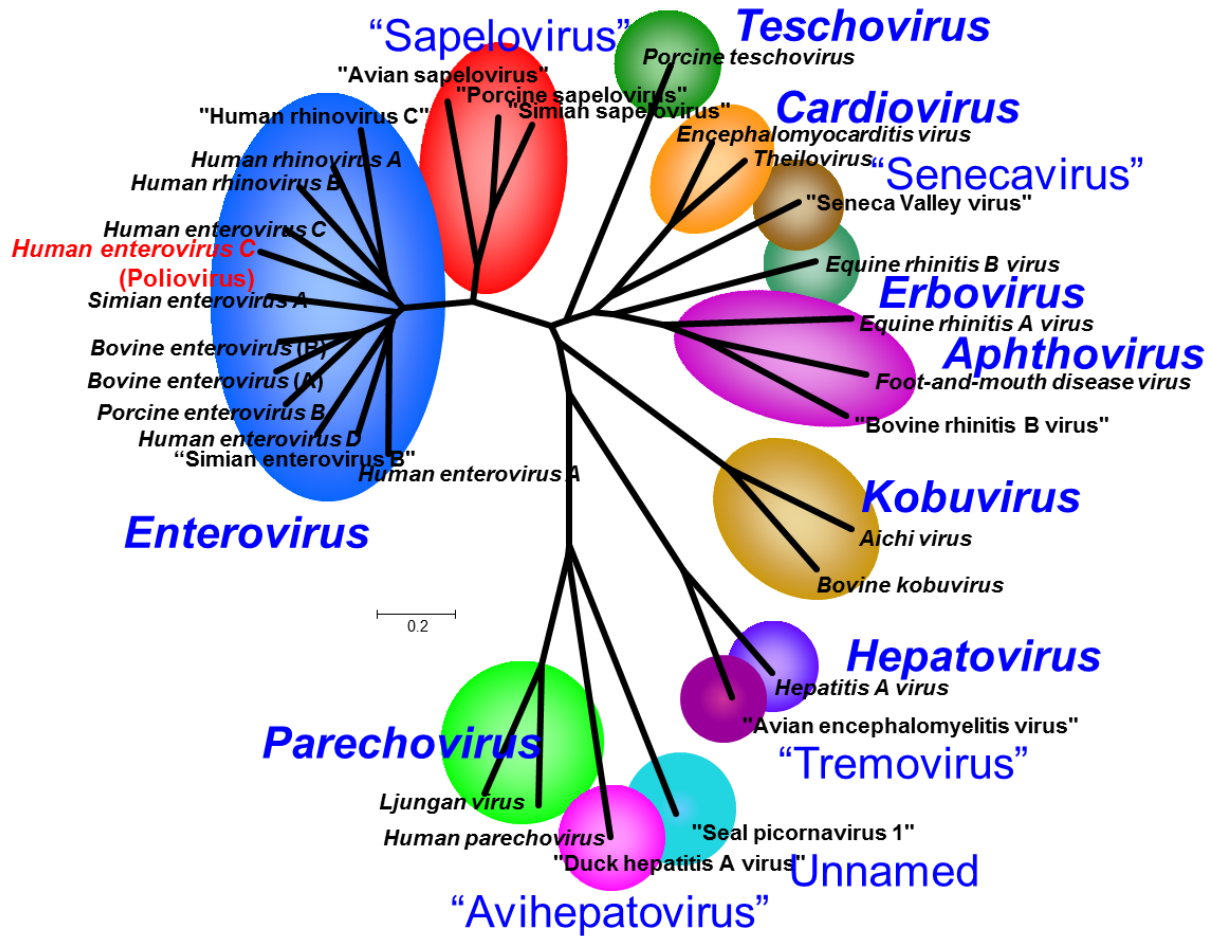 “Sapelovirus”
Teschovirus
Porcine teschovirus
"Avian sapelovirus"
"Porcine sapelovirus"
"Simian sapelovirus"
Cardiovirus
Encephalomyocarditis virus
Theilovirus
“Senecavirus”
"Seneca Valley virus"
"Human rhinovirus C"
Human rhinovirus A
Human rhinovirus B
Human enterovirus C
Human enterovirus C
(Poliovirus)
Simian enterovirus A
Bovine enterovirus (B)
Bovine enterovirus (A)
Porcine enterovirus B
Human enterovirus D
“Simian enterovirus B"
Human enterovirus A
Enterovirus
Equine rhinitis B virus
Erbovirus
Equine rhinitis A virus
Aphthovirus
Foot-and-mouth disease virus
"Bovine rhinitis B virus"
Kobuvirus
Aichi virus
Bovine kobuvirus
0.2
Hepatovirus
Hepatitis A virus
"Avian encephalomyelitis virus"
“Tremovirus”
Parechovirus
Ljungan virus
Human parechovirus
"Seal picornavirus 1"
"Duck hepatitis A virus"
Unnamed
“Avihepatovirus”